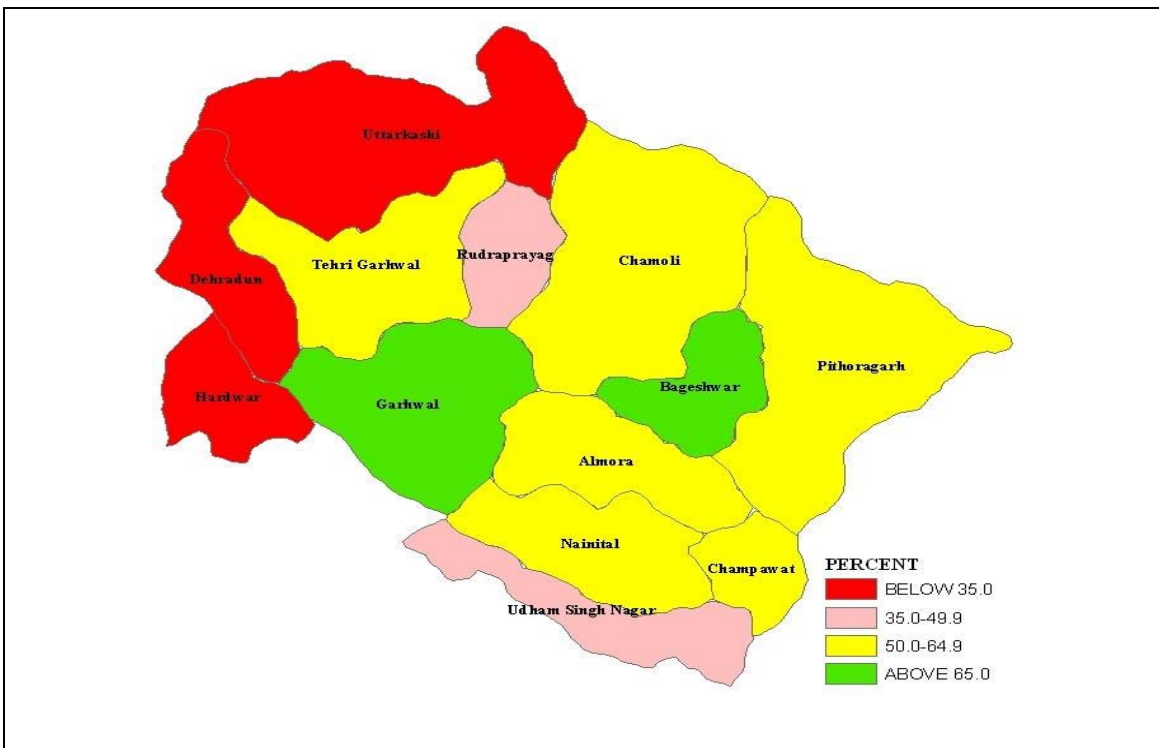 Uttarkashi
Rudraprayag
Tehri Garhwal
Chamoli
Dehradun
Pithoragarh
Bageshwar
Hardwar
Garhwal
Almora
Nainital
Champawat
Udham Singh Nagar
PERCENT
BELOW 35.0
35.0-49.9
50.0-64.9
ABOVE 65.0